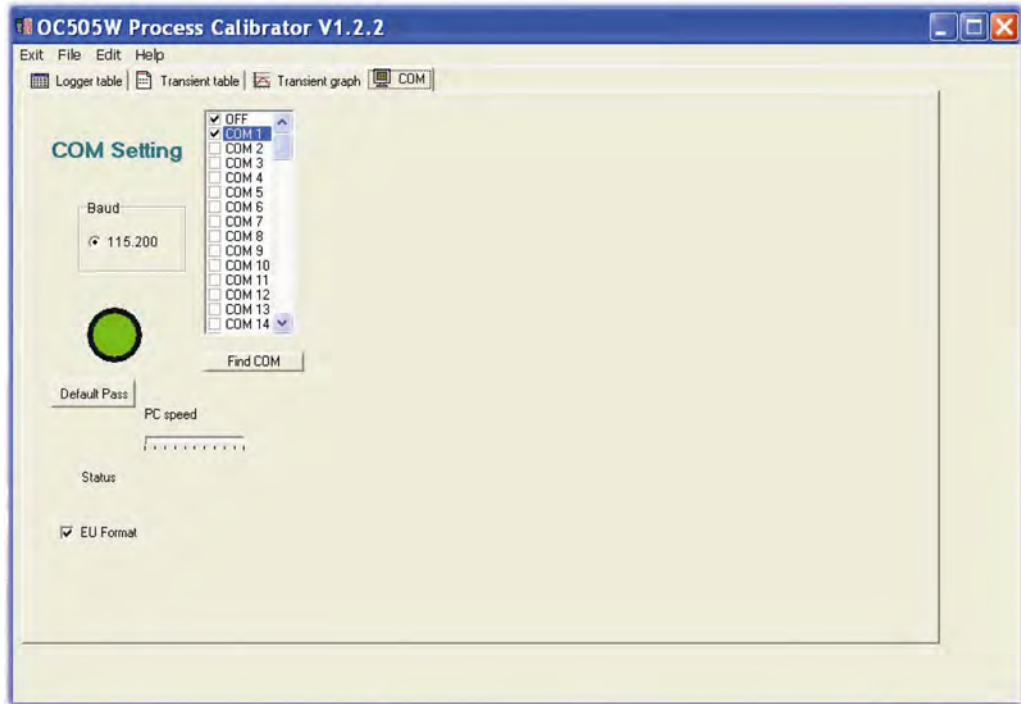 OC505W Process Calibrator V1.2.2
Exit File Edit Help
Logger table Transient table Transient graph COM
COM Setting
OFF
COM 1
COM 2
COM 3
COM 4
COM 5
COM 6
COM 7
COM 8
COM 9
COM 10
COM 11
COM 12
COM 13
COM 14
Baud
115.200
Find COM
Default Pass
PC speed
Status
EU Format